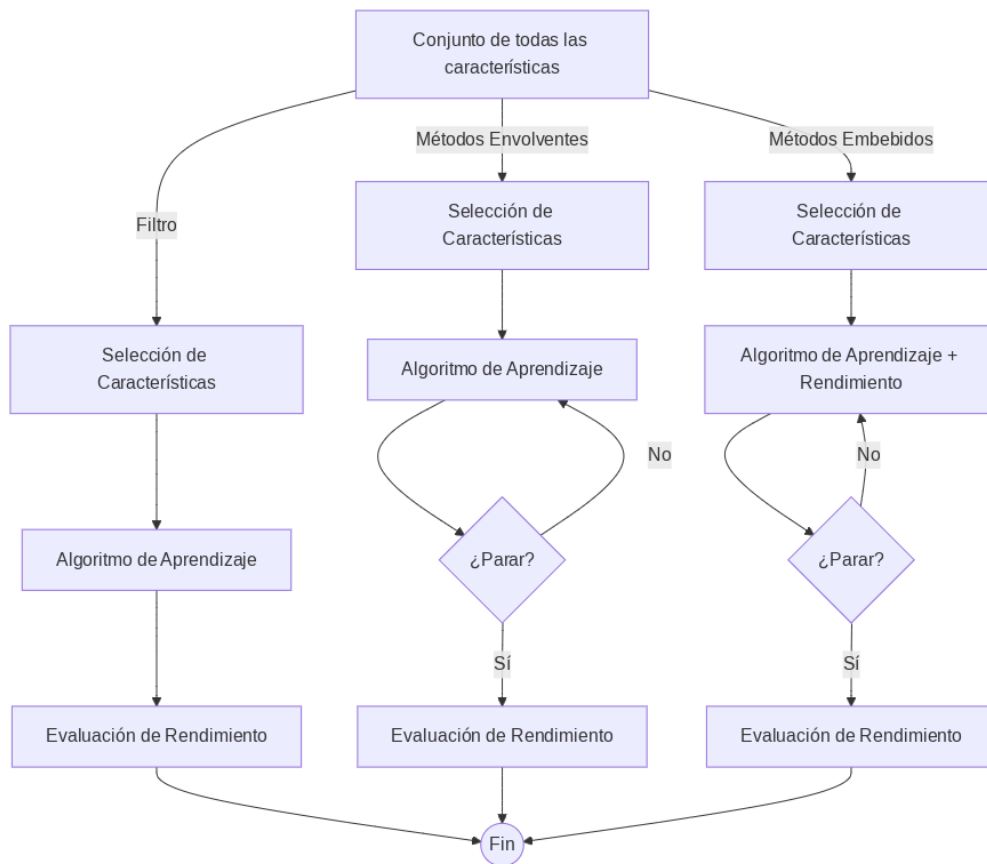 Conjunto de todas las
características
Métodos Envolventes
Métodos Embebidos
Selección de
Características
Selección de
Características
Filtro
Selección de
Características
Algoritmo de Aprendizaje
Algoritmo de Aprendizaje +
Rendimiento
No
No
Algoritmo de Aprendizaje
¿Parar?
¿Parar?
Sí
Sí
Evaluación de Rendimiento
Evaluación de Rendimiento
Evaluación de Rendimiento
Fin